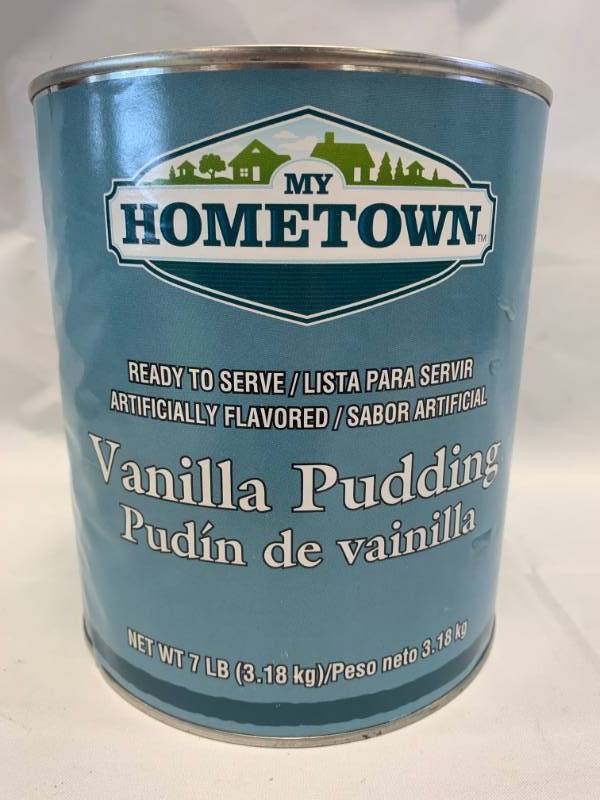 MY
HOMETOWN TM
READY TO SERVE / LISTA PARA SERVIR
ARTIFICIALLY FLAVORED / SABOR ARTIFICIAL
Vanilla Pudding
Pudín de vainilla
NET WT 7 LB (3.18 kg)/Peso neto 3.18 kg